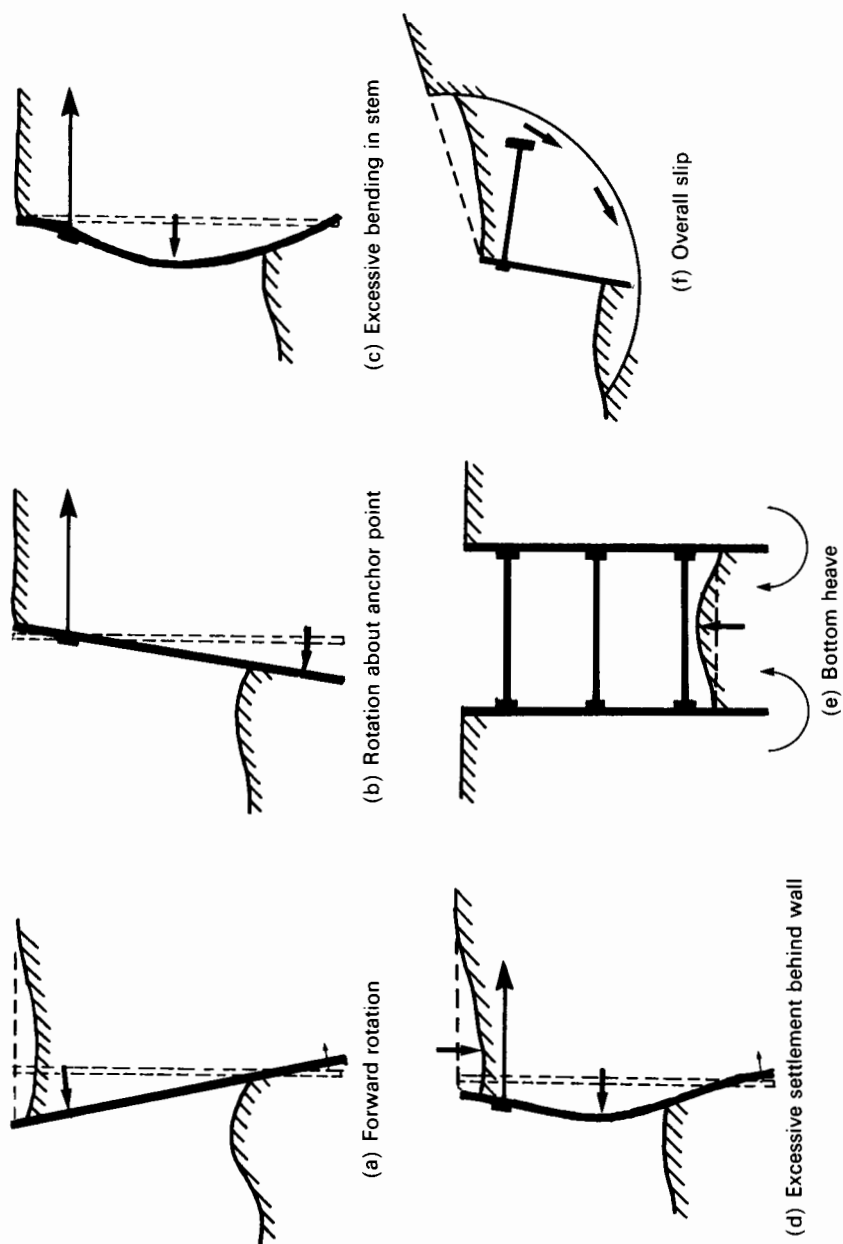 (a) Forward rotation
(b) Rotation about anchor point
(c) Excessive bending in stem
(d) Excessive settlement behind wall
(e) Bottom heave
(f) Overall slip